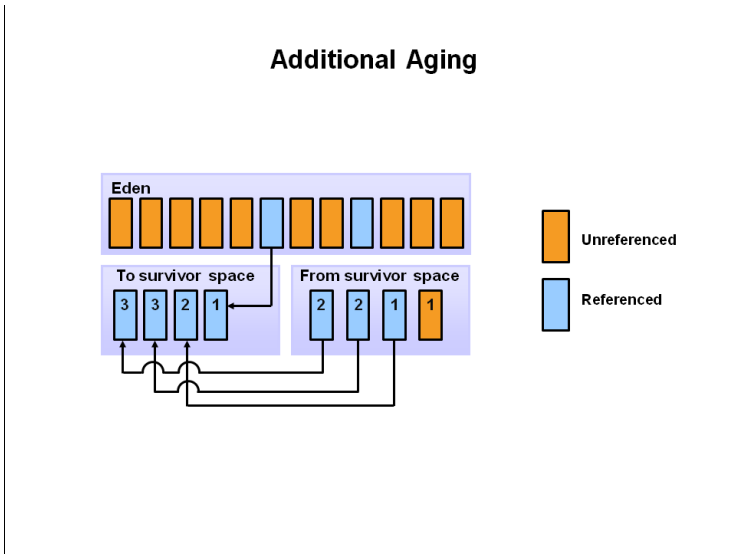 Additional Aging
Eden
To survivor space
From survivor space
3 3 2 1
2 2 1 1
Unreferenced
Referenced